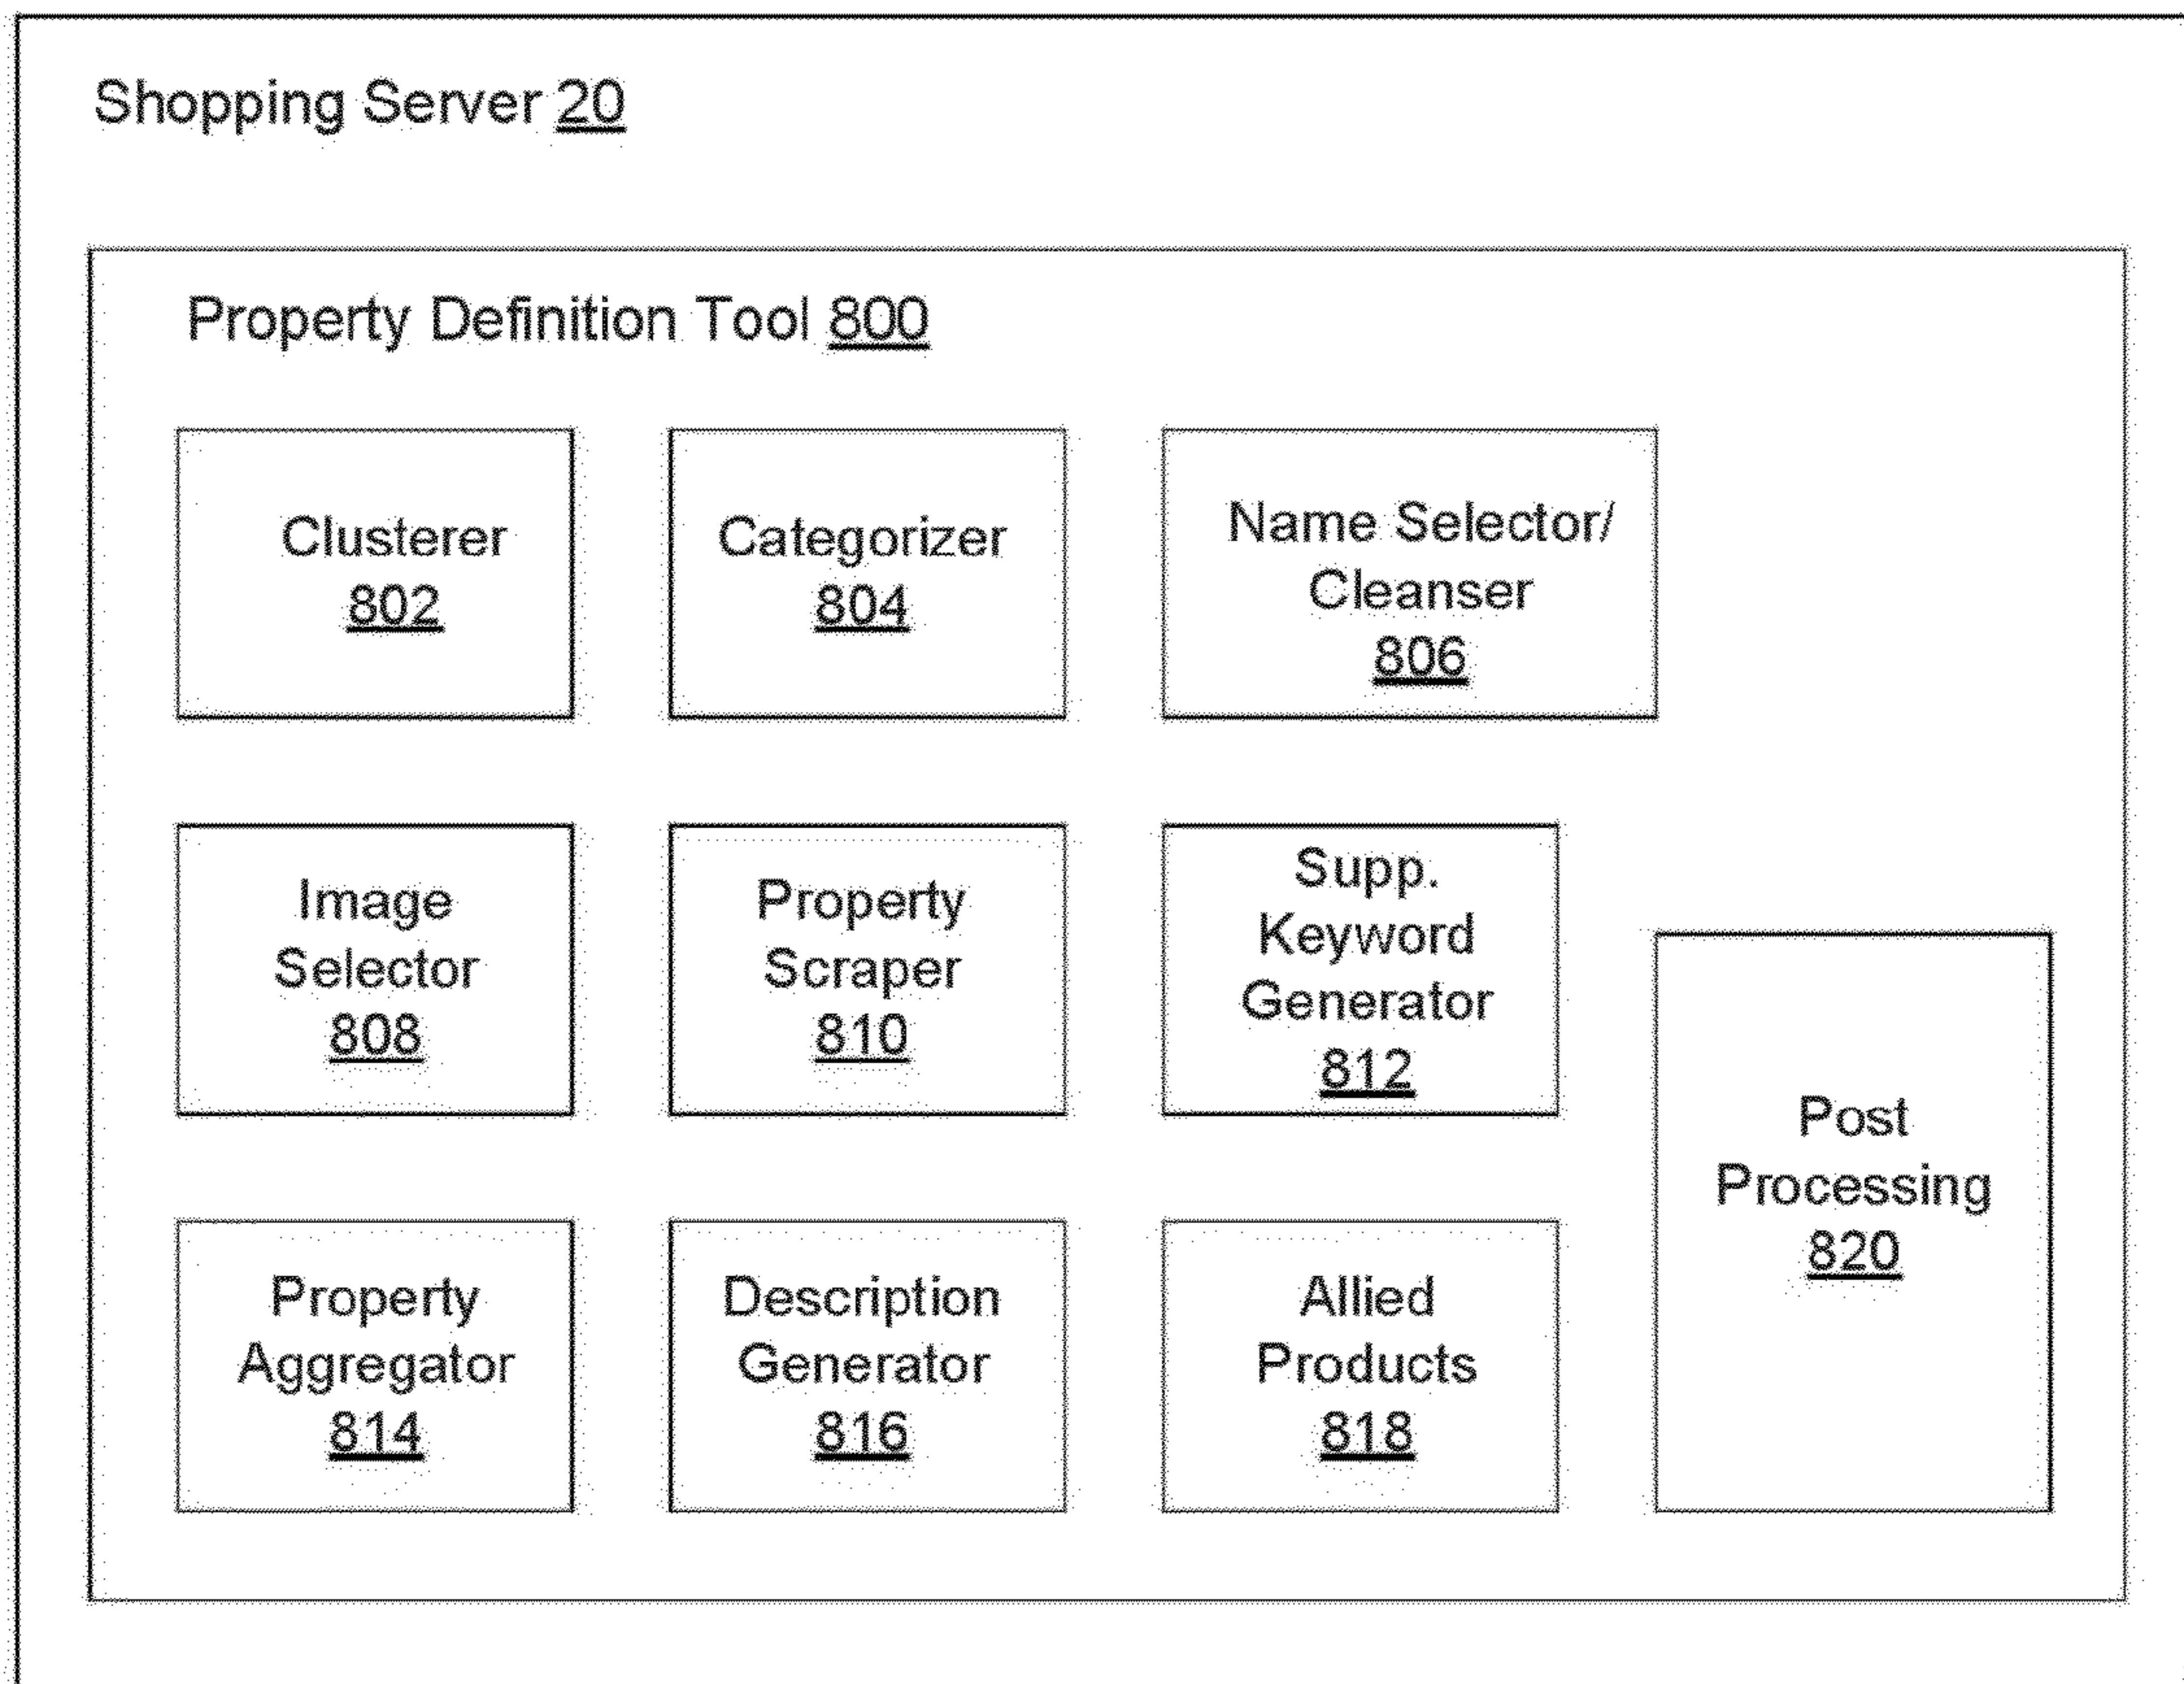 Shopping Server 20
Property Definition Tool 800
Clusterer
802
Categorizer
804
Name Selector/
Cleanser
806
Image
Selector
808
Property
Scraper
810
Supp.
Keyword
Generator
812
Post
Processing
820
Property
Aggregator
814
Description
Generator
816
Allied
Products
818